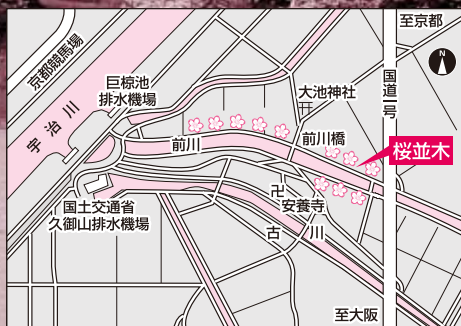 至京都
N
京都競馬場
国道一号
宇治川
巨椋池
排水機場
大池神社
前川
前川橋
桜並木
卍
安養寺
国土交通省
久御山排水機場
古川
至大阪